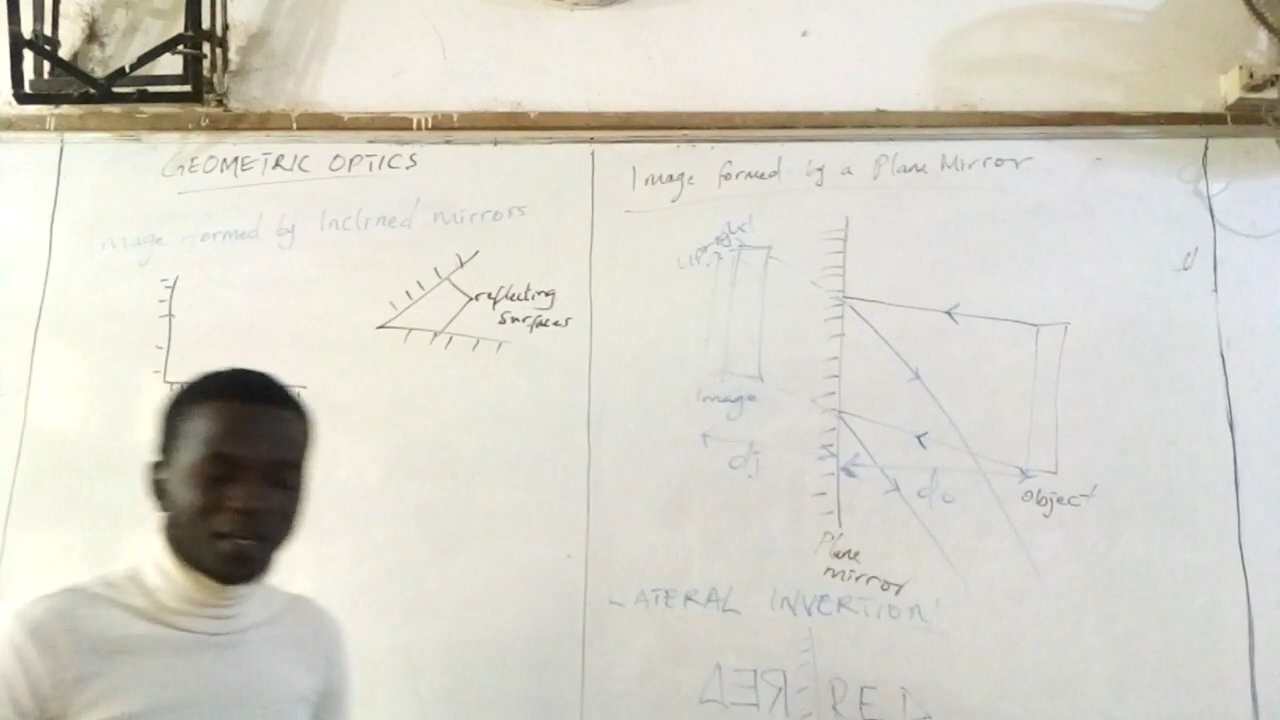 GEOMETRIC OPTICS
mage formed by Inclined mirrors
reflecting
surfaces
Image formed by a Plane Mirror
Image
di
do
object
Plane
mirror
LATERAL INVERTION
RED